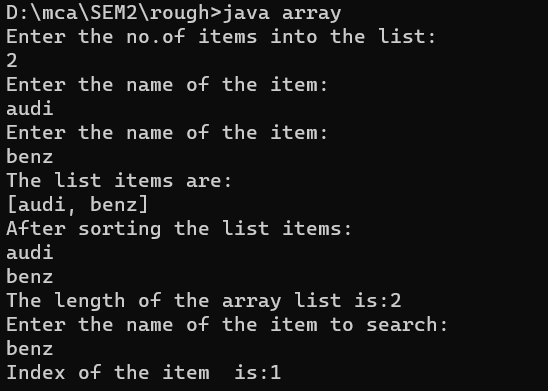 D:\mca\SEM2\rough>java array
Enter the no.of items into the list:
2
Enter the name of the item:
audi
Enter the name of the item:
benz
The list items are:
[audi, benz]
After sorting the list items:
audi
benz
The length of the array list is:2
Enter the name of the item to search:
benz
Index of the item  is:1